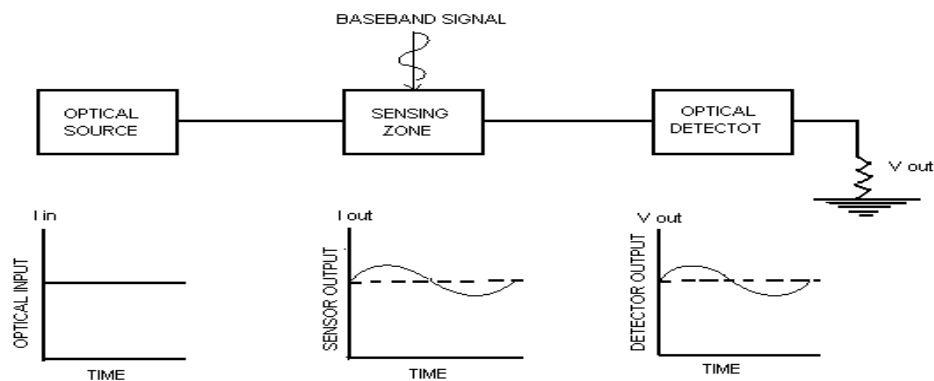 BASEBAND SIGNAL
OPTICAL
SOURCE
SENSING
ZONE
OPTICAL
DETECTOT
V out
I in
OPTICAL INPUT
TIME
I out
SENSOR OUTPUT
TIME
V out
DETECTOR OUTPUT
TIME